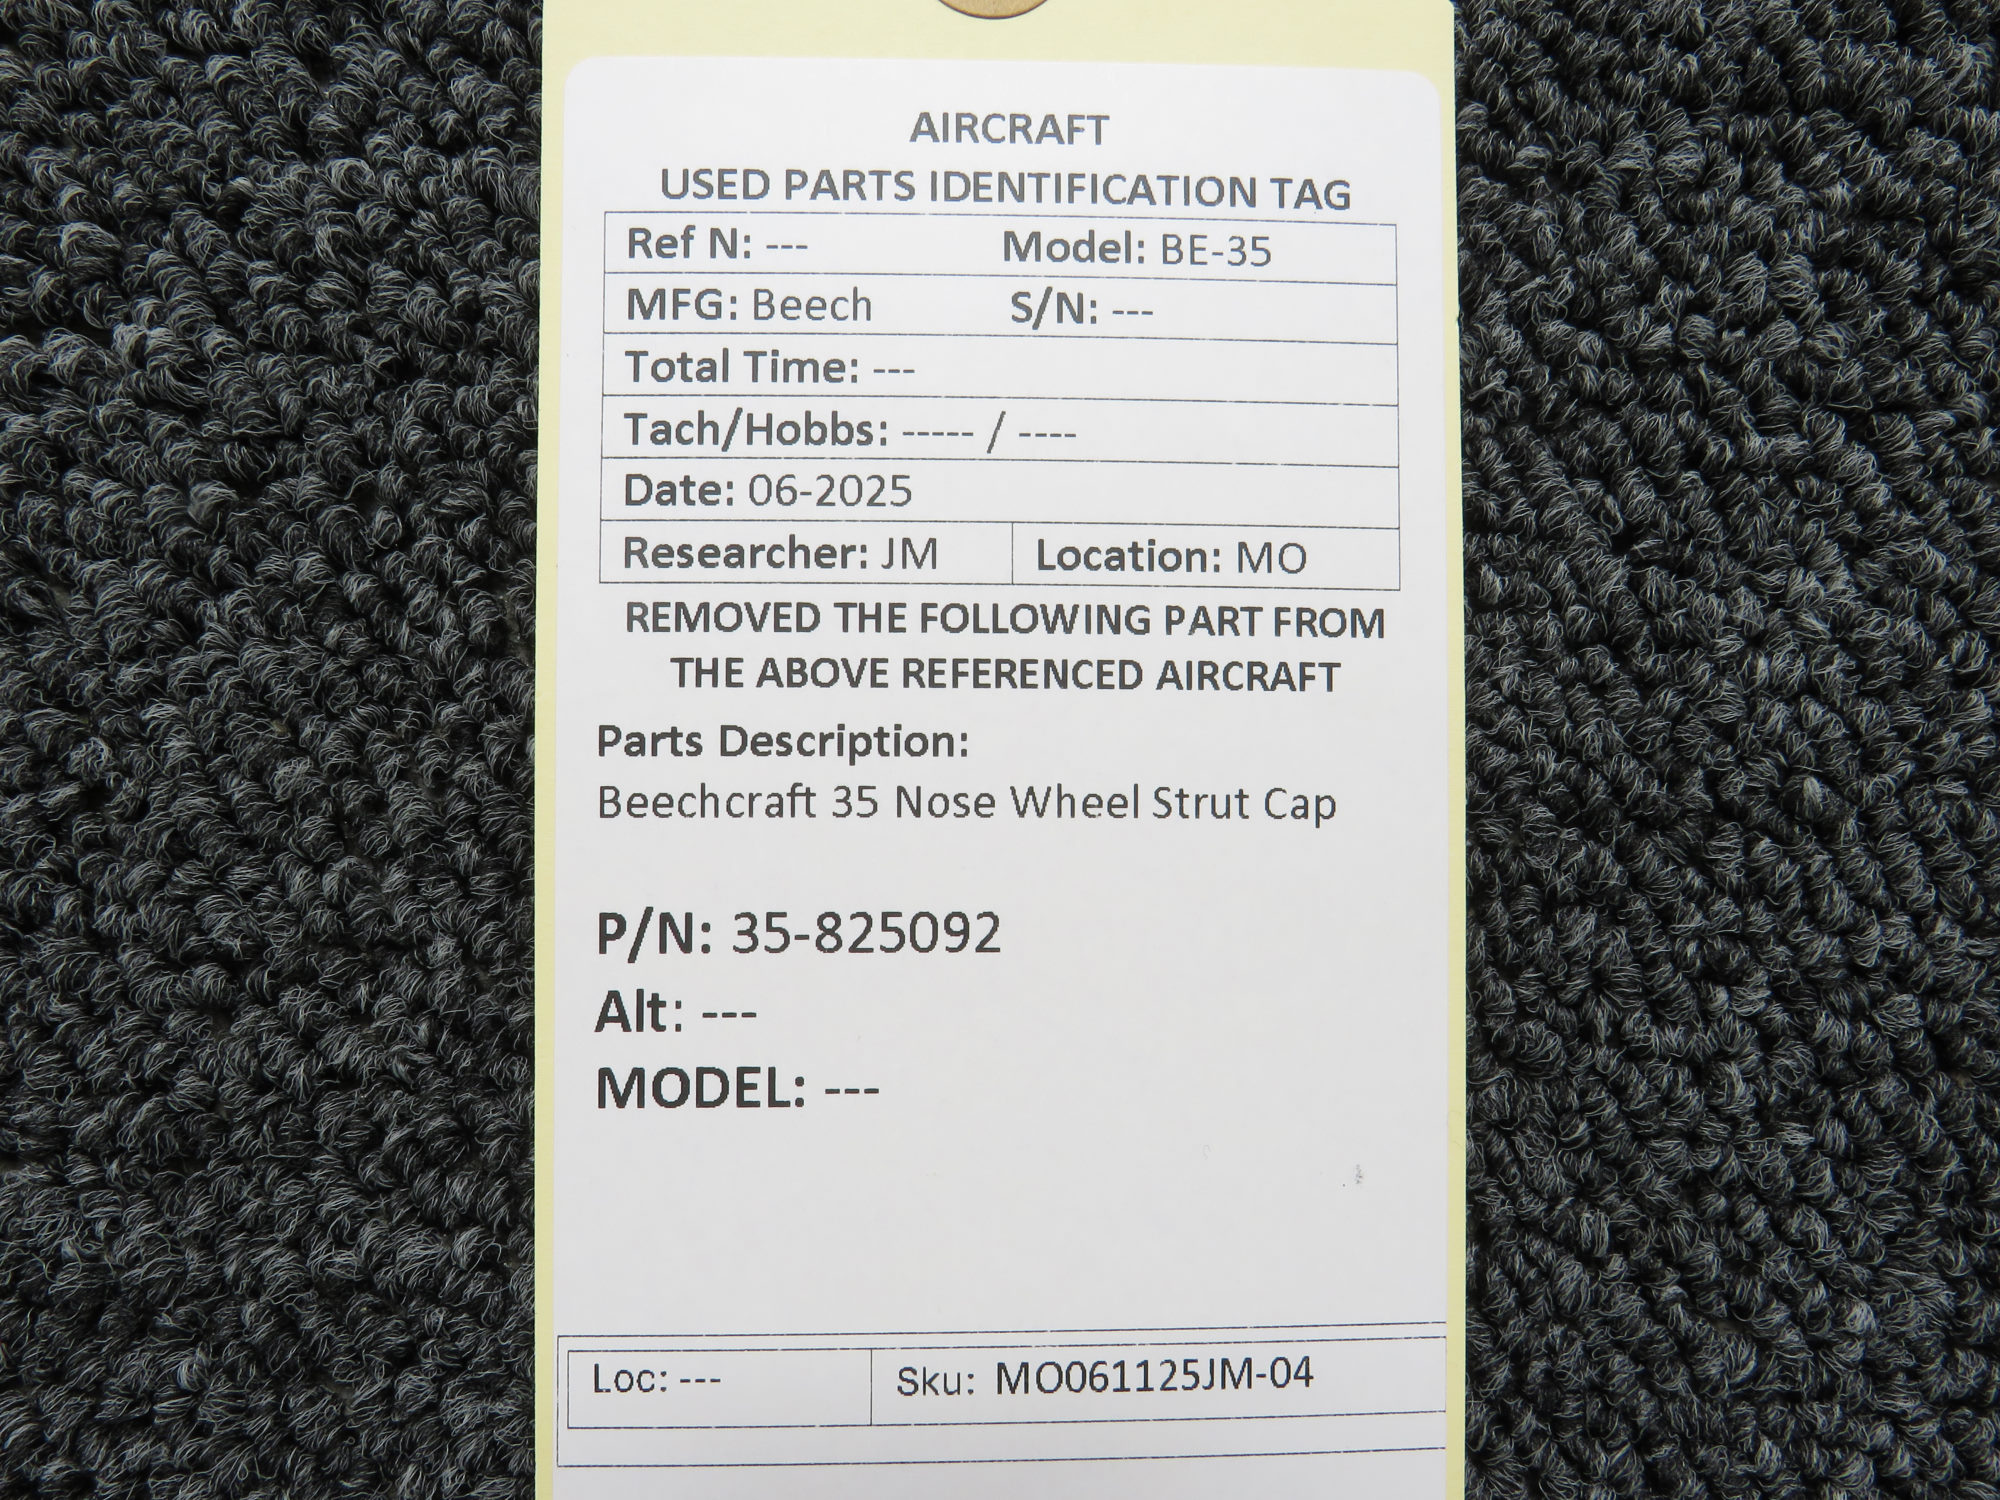 AIRCRAFT
USED PARTS IDENTIFICATION TAG
Ref N: --- Model: BE-35
MFG: Beech S/N: ---
Total Time: ---
Tach/Hobbs: ----- / ----
Date: 06-2025
Researcher: JM Location: MO
REMOVED THE FOLLOWING PART FROM
THE ABOVE REFERENCED AIRCRAFT
Parts Description:
Beechcraft 35 Nose Wheel Strut Cap
P/N: 35-825092
Alt: ---
MODEL: ---
Loc: --- Sku: MO061125JM-04